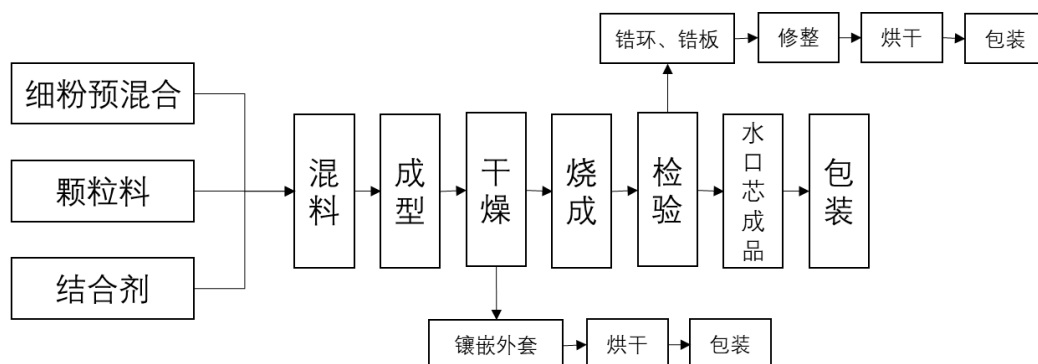 锆环、锆板
修整
烘干
包装
细粉预混合
颗粒料
结合剂
混料
成型
干燥
烧成
检验
水口芯成品
包装
镶嵌外套
烘干
包装